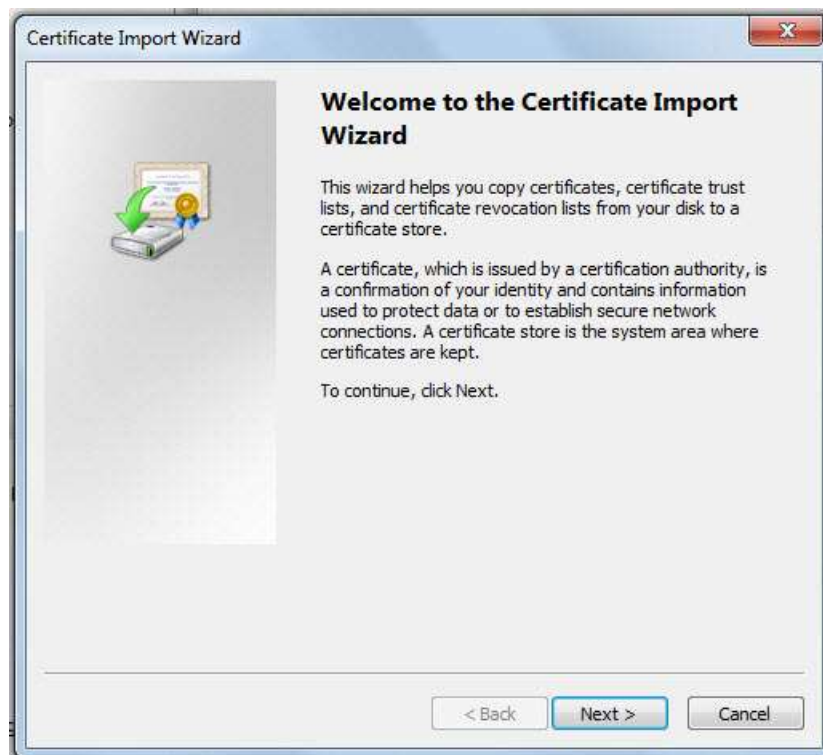 Certificate Import Wizard
Welcome to the Certificate Import
Wizard
This wizard helps you copy certificates, certificate trust
lists, and certificate revocation lists from your disk to a
certificate store.
A certificate, which is issued by a certification authority, is
a confirmation of your identity and contains information
used to protect data or to establish secure network
connections. A certificate store is the system area where
certificates are kept.
To continue, click Next.
< Back Next > Cancel